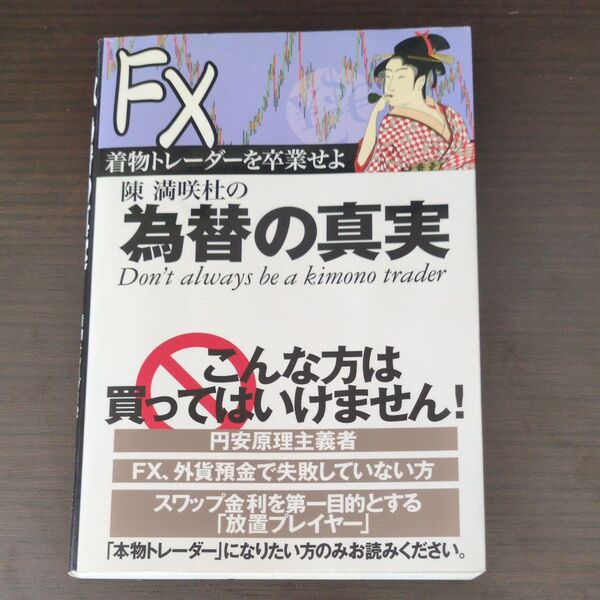 FX
着物トレーダーを卒業せよ
陳 満咲杜の
為替の真実
Don't always be a kimono trader
こんな方は
買ってはいけません!
円安原理主義者
FX、外貨預金で失敗していない方
スワップ金利を第一目的とする
「放置プレイヤー」
「本物トレーダー」になりたい方のみお読みください。